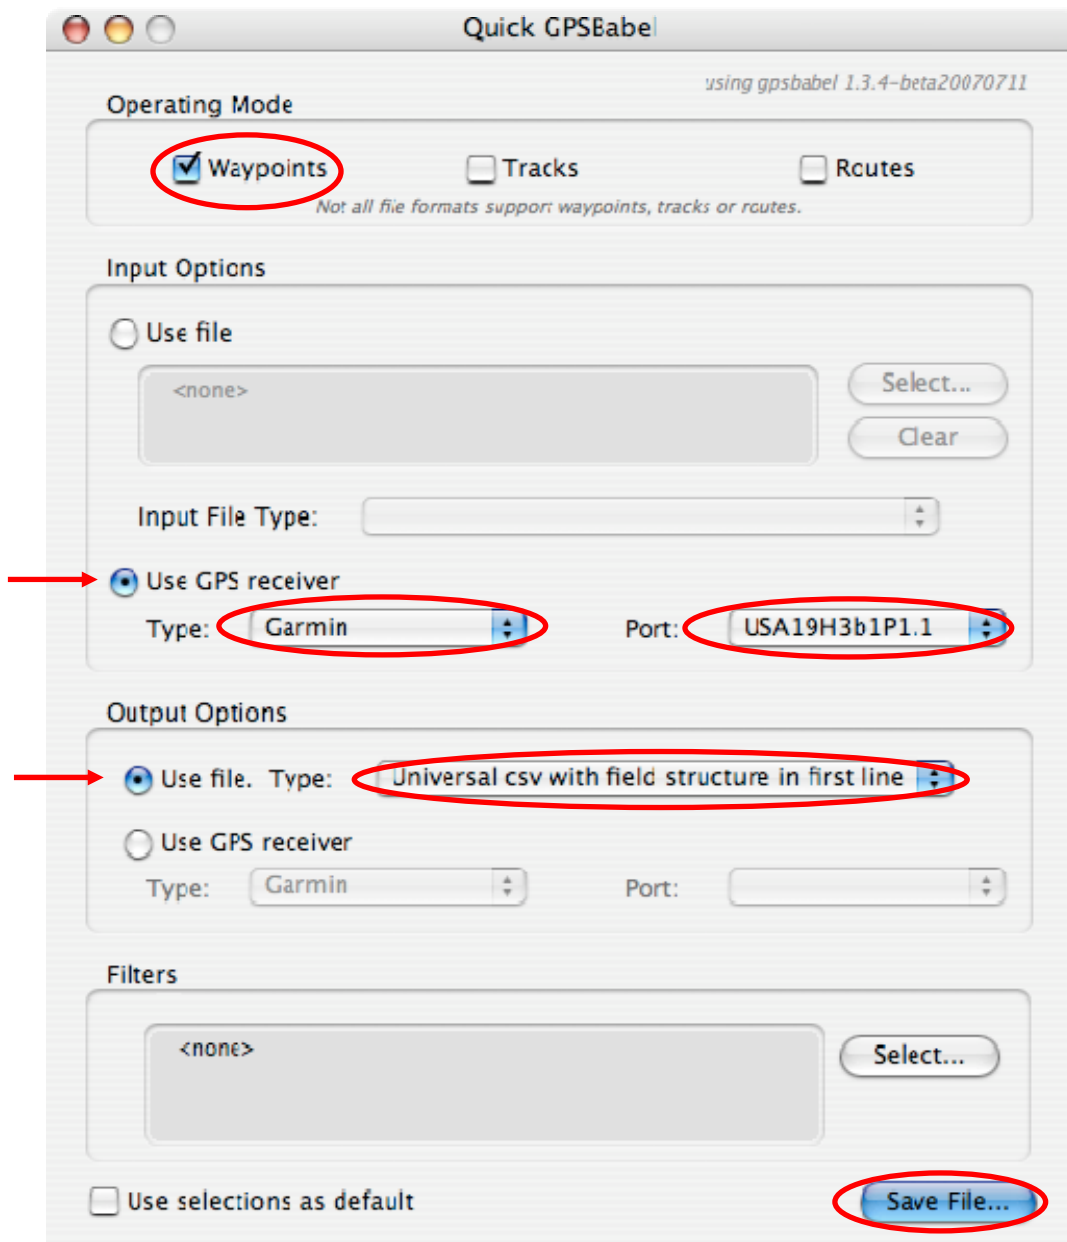 Quick GPSBabel
using gpsbabel 1.3.4-beta20070711
Operating Mode
Waypoints Tracks Routes
Not all file formats support waypoints, tracks or routes.
Input Options
Use file
<none> Select...
Clear
Input File Type:
Use GPS receiver
Type: Garmin Port: USA19H3b1P1.1
Output Options
Use file. Type: Universal csv with field structure in first line
Use GPS receiver
Type: Garmin Port:
Filters
<none> Select...
Use selections as default Save File...